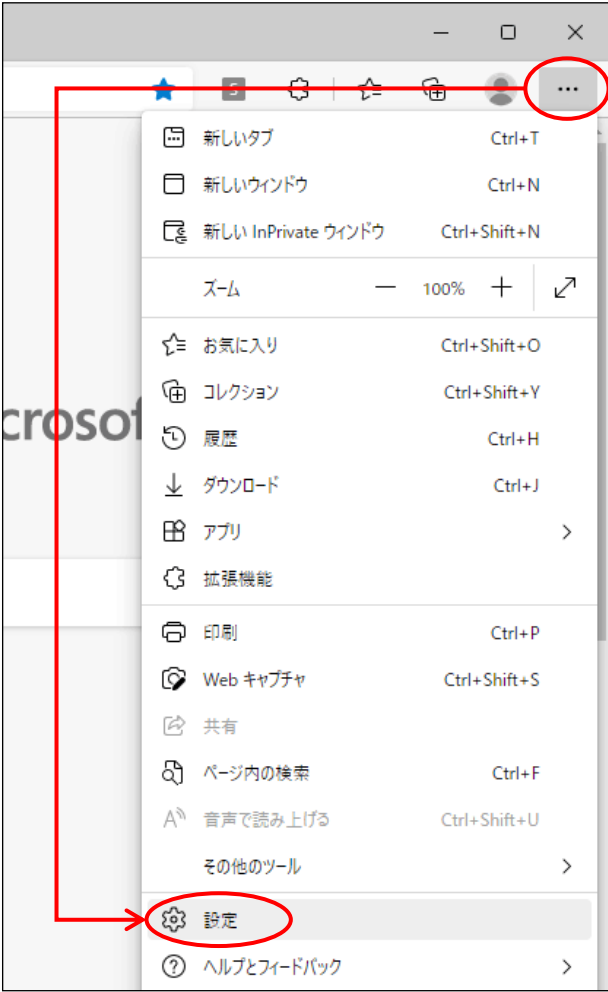 S
新しいタブ Ctrl+T
新しいウィンドウ Ctrl+N
新しい InPrivate ウィンドウ Ctrl+Shift+N
ズーム 100%
お気に入り Ctrl+Shift+O
コレクション Ctrl+Shift+Y
crosof
履歴 Ctrl+H
ダウンロード Ctrl+J
アプリ
拡張機能
印刷 Ctrl+P
Web キャプチャ Ctrl+Shift+S
共有
ページ内の検索 Ctrl+F
音声で読み上げる Ctrl+Shift+U
その他のツール
設定
ヘルプとフィードバック